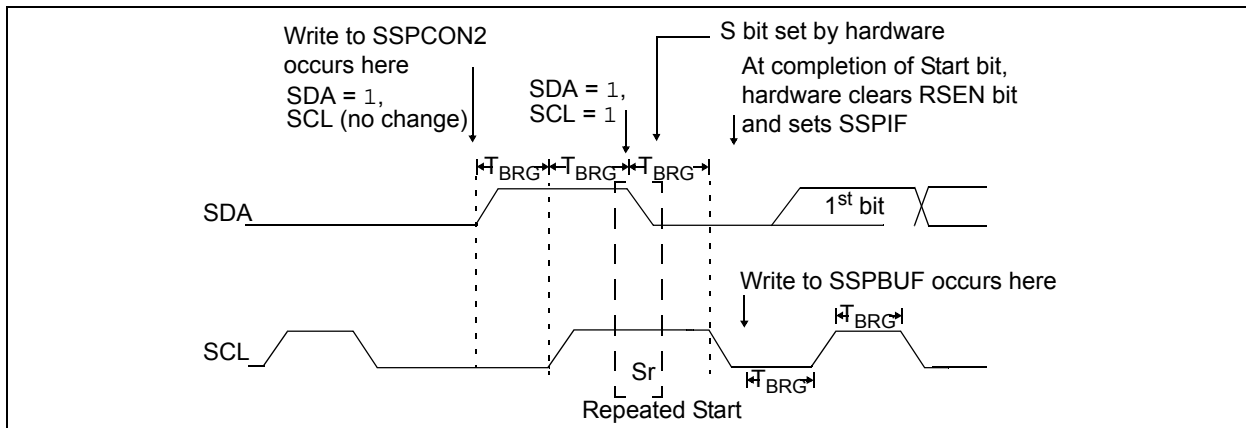 S bit set by hardware
Write to SSPCON2
occurs here
SDA = 1,
SCL (no change)
SDA = 1,
SCL = 1
At completion of Start bit,
hardware clears RSEN bit
and sets SSPIF
TBRG TBRG TBRG
SDA
1st bit
Write to SSPBUF occurs here
TBRG
SCL
Sr
TBRG
Repeated Start